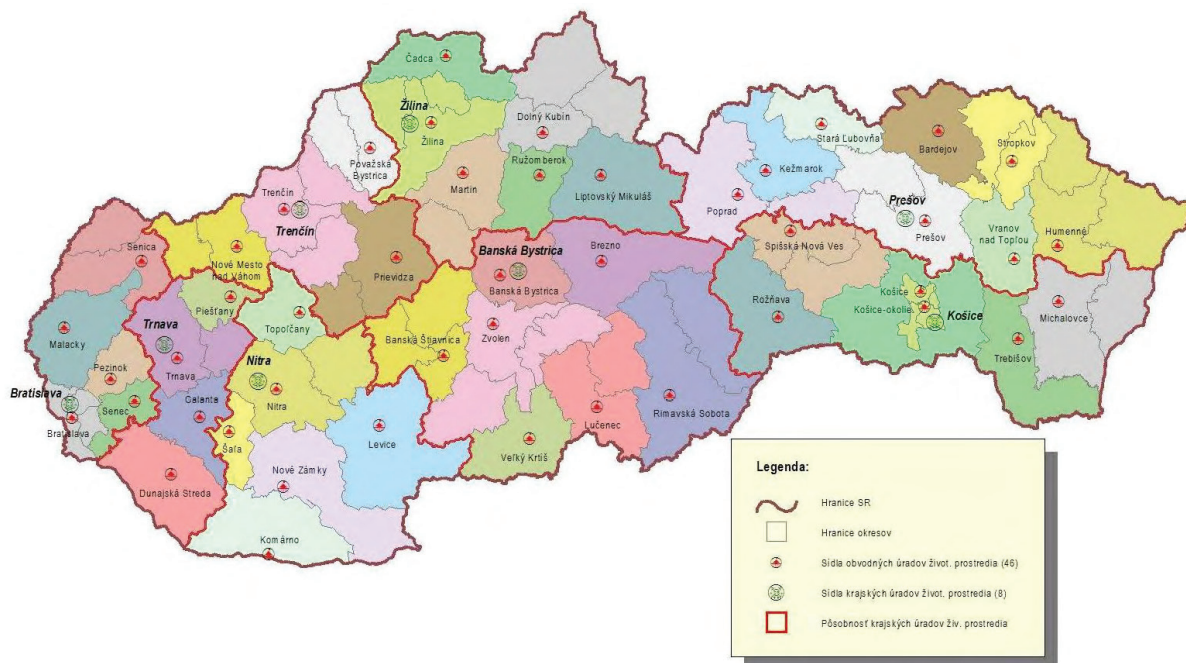 Čadca
Žilina
Žilina
Dolný Kubín
Stará Ľubovňa
Bardejov
Stropkov
Považská
Bystrica
Ružomberok
Kežmarok
Martin
Liptovský Mikuláš
Trenčín
Trenčín
Poprad
Prešov
Prešov
Vranov
nad Topľou
Humenné
Senica
Nové Mesto
nad Váhom
Prievidza
Banská Bystrica
Banská Bystrica
Brezno
Spišská Nová Ves
Piešťany
Topoľčany
Rožňava
Košice
Košice-okolie
Košice
Michalovce
Malacky
Trnava
Trnava
Banská Štiavnica
Zvolen
Trebišov
Pezinok
Nitra
Nitra
Bratislava
Bratislava
Senec
Galanta
Šaľa
Levice
Lučenec
Rimavská Sobota
Veľký Krtíš
Dunajská Streda
Nové Zámky
Komárno
Legenda:
Hranice SR
Hranice okresov
Sídla obvodných úradov život. prostredia (46)
Sídla krajských úradov život. prostredia (8)
Pôsobnosť krajských úradov živ. prostredia